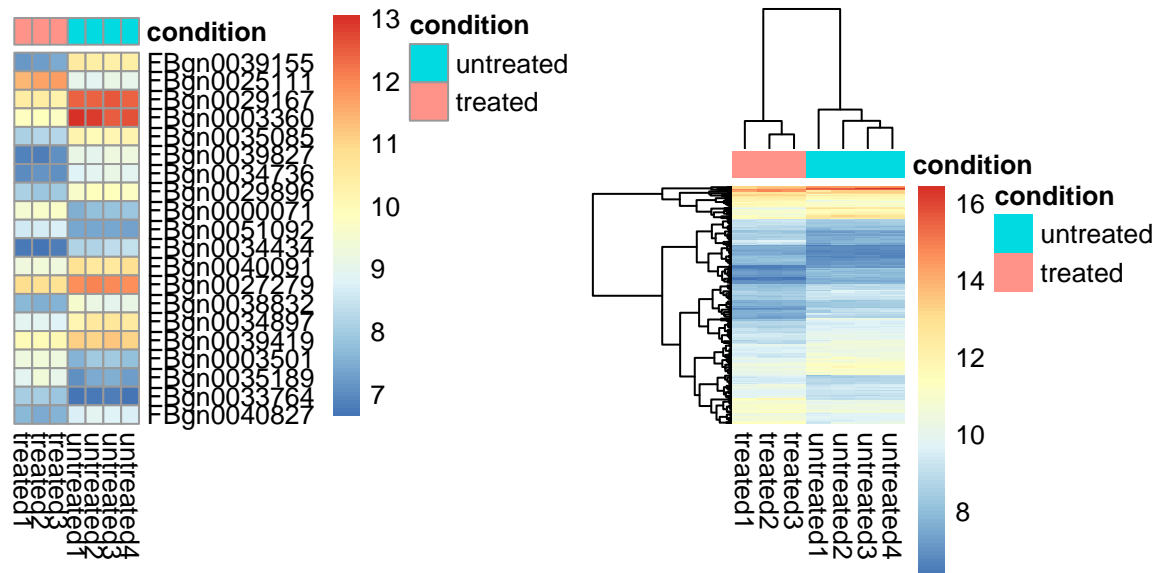 condition
FBgn0039155
FBgn0025111
FBgn0029167
FBgn0003360
FBgn0035085
FBgn0039827
FBgn0034736
FBgn0029896
FBgn0000071
FBgn0051092
FBgn0034434
FBgn0040091
FBgn0027279
FBgn0038832
FBgn0034897
FBgn0039419
FBgn0003501
FBgn0035189
FBgn0033764
FBgn0040827
treated1
treated2
treated3
untreated1
untreated2
untreated3
untreated4
13
12
11
10
9
8
7
condition
untreated
treated
condition
treated1
treated2
treated3
untreated1
untreated2
untreated3
untreated4
16
14
12
10
8
condition
untreated
treated